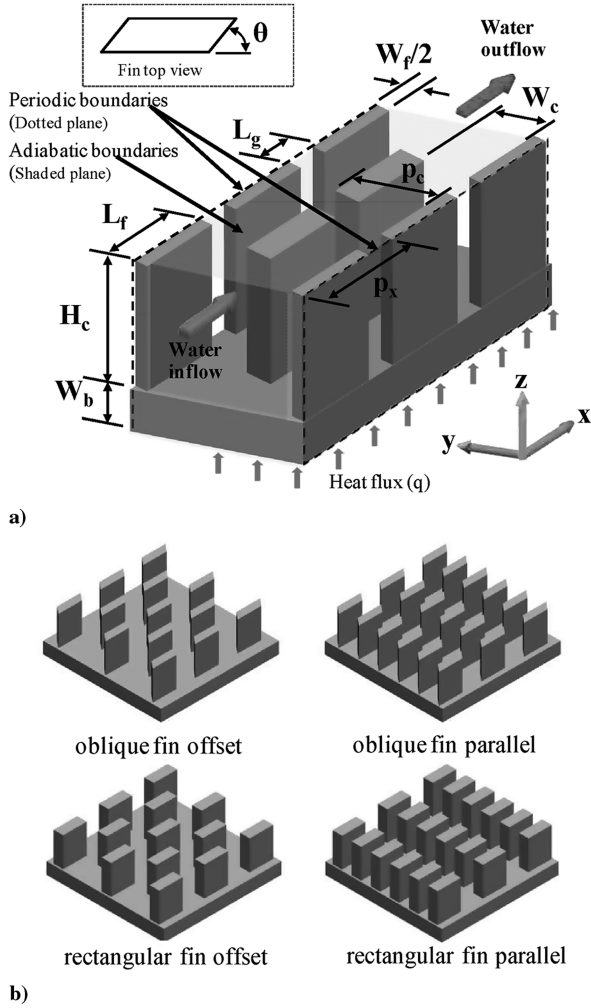 a)
θ
Fin top view
Water
outflow
W_f/2
W_c
Periodic boundaries
(Dotted plane)
L_g
Adiabatic boundaries
(Shaded plane)
p_c
L_f
p_x
H_c
Water
inflow
W_b
z
x
y
Heat flux (q)
a)
oblique fin offset
oblique fin parallel
rectangular fin offset
rectangular fin parallel
b)